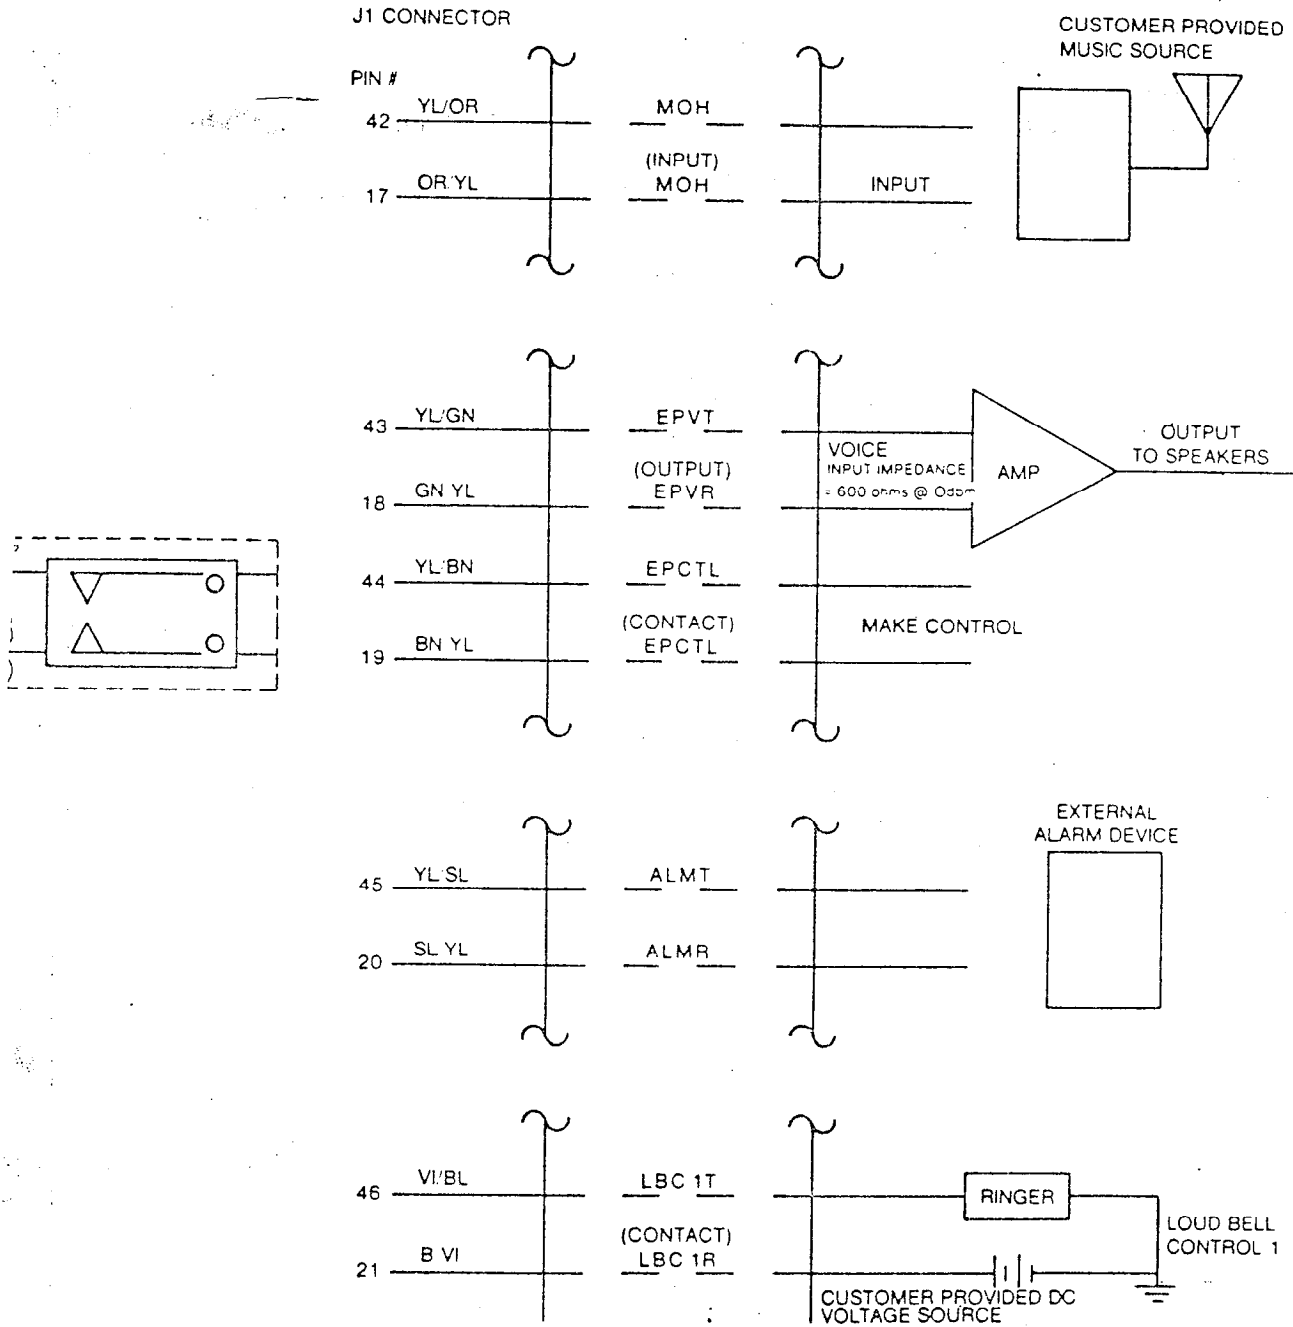 J1 CONNECTOR
CUSTOMER PROVIDED
MUSIC SOURCE
PIN #
42 YL/OR MOH
(INPUT)
17 OR/YL MOH INPUT
43 YL/GN EPVT
OUTPUT
TO SPEAKERS
VOICE
INPUT IMPEDANCE
= 600 ohms @ 0dbm
AMP
(OUTPUT)
18 GN YL EPVR
44 YL/BN EPCTL
(CONTACT)
MAKE CONTROL
19 BN YL EPCTL
EXTERNAL
ALARM DEVICE
45 YL/SL ALMT
20 SL YL ALMR
46 VI/BL LBC 1T
RINGER
(CONTACT)
LOUD BELL
CONTROL 1
21 B VI LBC 1R
CUSTOMER PROVIDED DC
VOLTAGE SOURCE